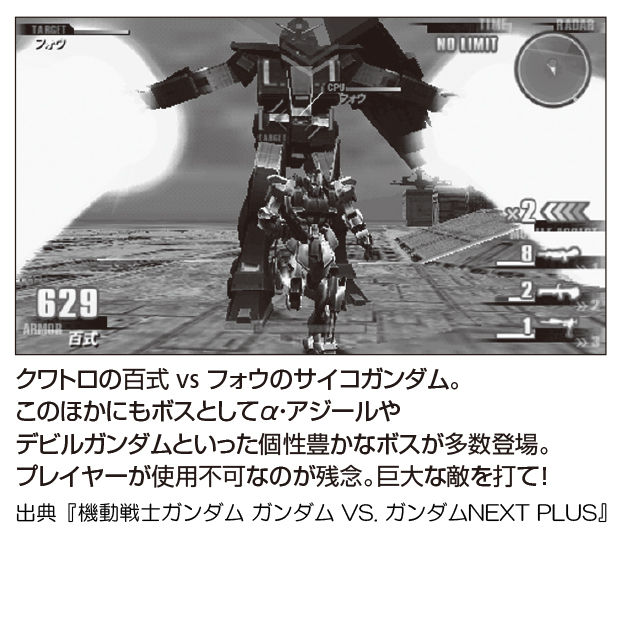 TARGET
フォウ
TIME
RADAR
NO LIMIT
CPU
フォウ
TARGET
×2
8
2
×2
1
×3
629
ARMOR
百式
クワトロの百式 vs フォウのサイコガンダム。
このほかにもボスとしてα・アジールや
デビルガンダムといった個性豊かなボスが多数登場。
プレイヤーが使用不可なのが残念。巨大な敵を打て!
出典『機動戦士ガンダム ガンダム VS. ガンダムNEXT PLUS』